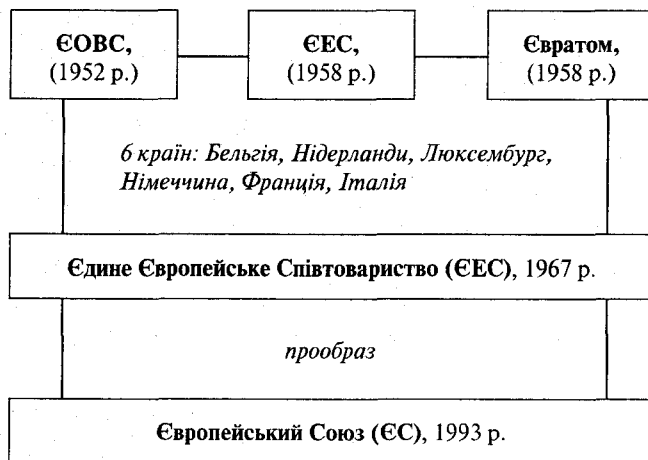 ЄОВС,
(1952 р.)
ЄЕС,
(1958 р.)
Євратом,
(1958 р.)
6 країн: Бельгія, Нідерланди, Люксембург,
Німеччина, Франція, Італія
Єдине Європейське Співтовариство (ЄЕС), 1967 р.
прообраз
Європейський Союз (ЄС), 1993 р.